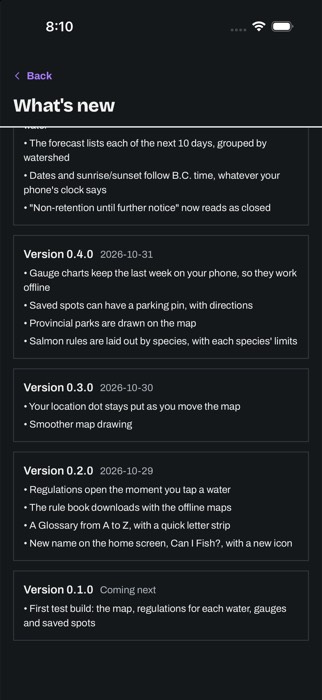 8:10
Back
What's new
• The forecast lists each of the next 10 days, grouped by
watershed
• Dates and sunrise/sunset follow B.C. time, whatever your
phone's clock says
• "Non-retention until further notice" now reads as closed
Version 0.4.0 2026-10-31
• Gauge charts keep the last week on your phone, so they work
offline
• Saved spots can have a parking pin, with directions
• Provincial parks are drawn on the map
• Salmon rules are laid out by species, with each species' limits
Version 0.3.0 2026-10-30
• Your location dot stays put as you move the map
• Smoother map drawing
Version 0.2.0 2026-10-29
• Regulations open the moment you tap a water
• The rule book downloads with the offline maps
• A Glossary from A to Z, with a quick letter strip
• New name on the home screen, Can I Fish?, with a new icon
Version 0.1.0 Coming next
• First test build: the map, regulations for each water, gauges
and saved spots